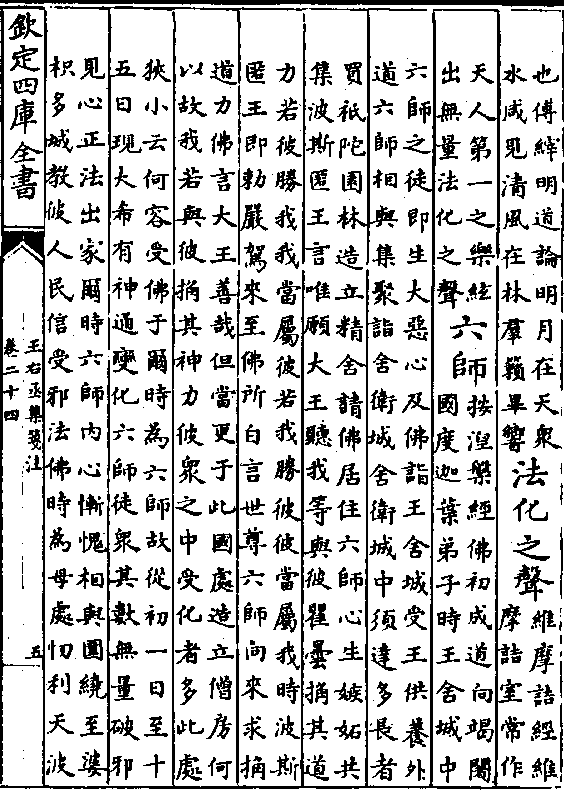 也傅縡明道論明月在天眾
水咸見清風在林羣籟畢響
法化之聲
維摩詰經維
摩詰室常作
天人第一之樂絃
出無量法化之聲
六師
按湼槃經佛初成道向竭闍
國度迦葉弟子時王舍城中
六師之徒即生大惡心及佛詣王舍城受王供養外
道六師相與集聚詣舍衛城舍衛城中須達多長者
買祇陀園林造立精舍請佛居住六師心生嫉妬共
集波斯匿王言唯願大王聽我等與彼瞿曇捔其道
力若彼勝我我當屬彼若我勝彼彼當屬我時波斯
匿王即勅嚴駕來至佛所白言世尊六師向來求捔
道力佛言大王善哉但當更于此國處造立僧房何
以故我若與彼捔其神力彼眾之中受化者多此處
狹小云何容受佛于爾時為六師故從初一日至十
五日現大希有神通變化六師徒眾其數無量破邪
見心正法出家爾時六師内心慚愧相與圍繞至婆
枳多城教彼人民信受邪法佛時為母處忉利天波
欽定四庫全書
王右丞集箋注
卷二十四
五